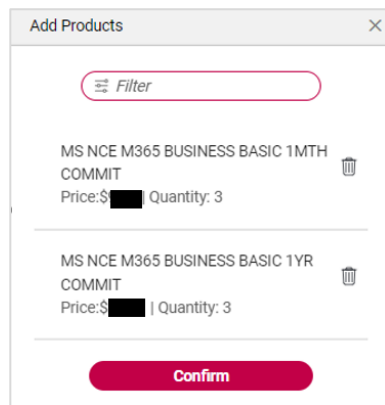 Add Products
Filter
MS NCE M365 BUSINESS BASIC 1MTH
COMMIT
Price:$ | Quantity: 3
MS NCE M365 BUSINESS BASIC 1YR
COMMIT
Price:$ | Quantity: 3
Confirm